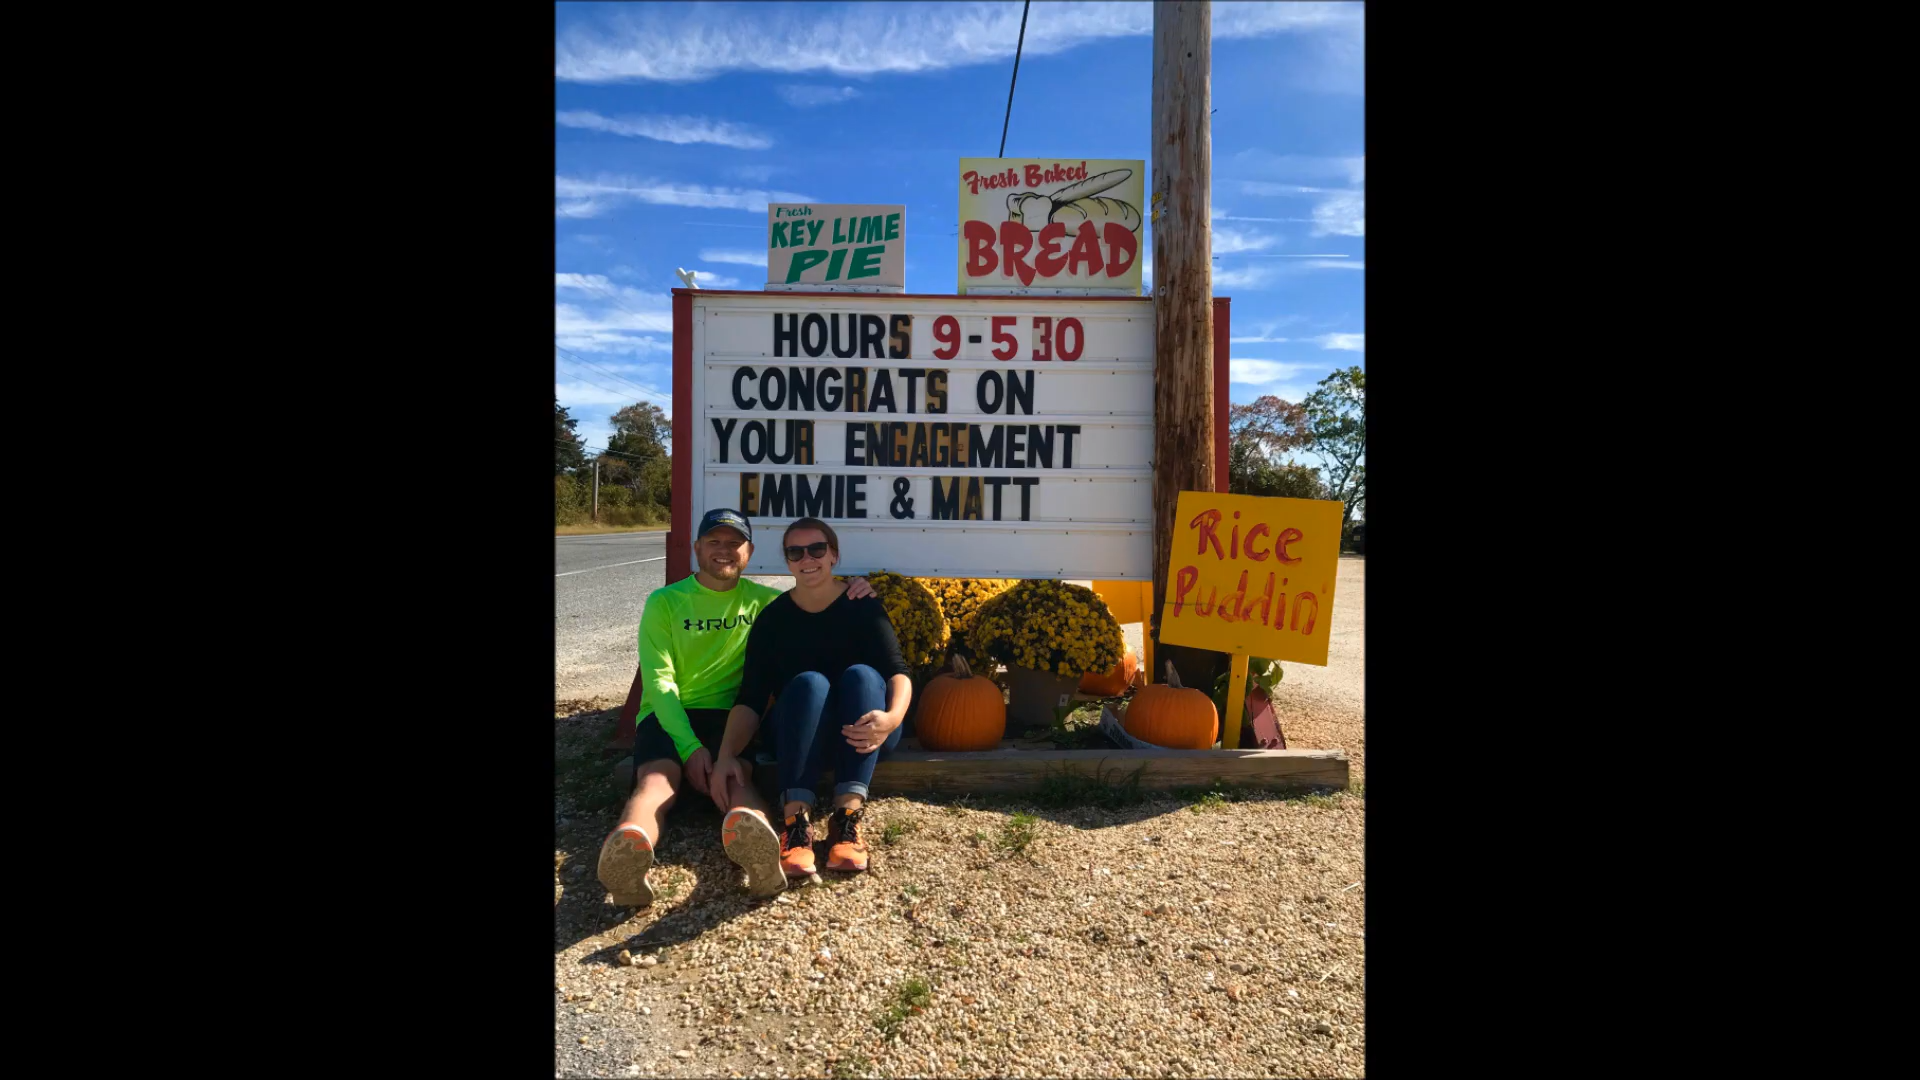 Fresh
KEY LIME
PIE
Fresh Baked
BREAD
HOURS 9-5 30
CONGRATS ON
YOUR ENGAGEMENT
EMMIE & MATT
RUN
Rice
Puddin'